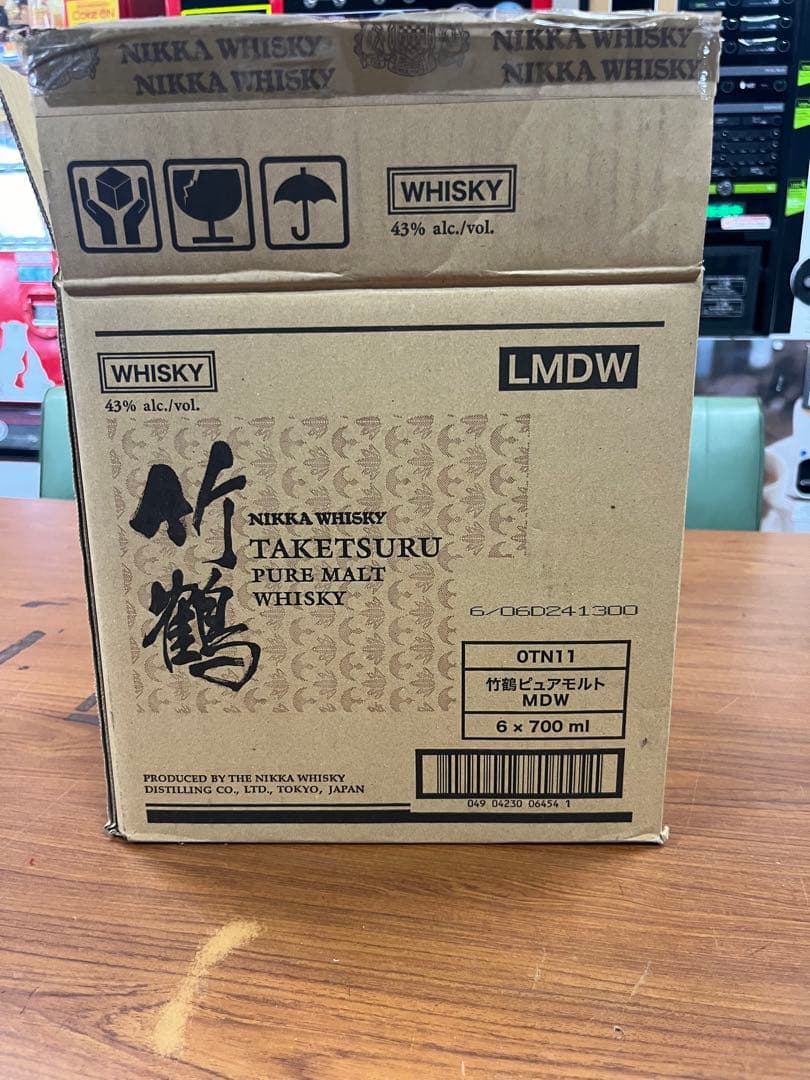 COKE ON
NIKKA WHISKY NIKKA WHISKY
NIKKA WHISKY NIKKA WHISKY
WHISKY
43% alc./vol.
WHISKY
43% alc./vol.
LMDW
竹鶴
NIKKA WHISKY
TAKETSURU
PURE MALT
WHISKY
6/06D241300
0TN11
竹鶴ピュアモルト
MDW
6 × 700 ml
PRODUCED BY THE NIKKA WHISKY
DISTILLING CO., LTD., TOKYO, JAPAN
049 04230 06454 1